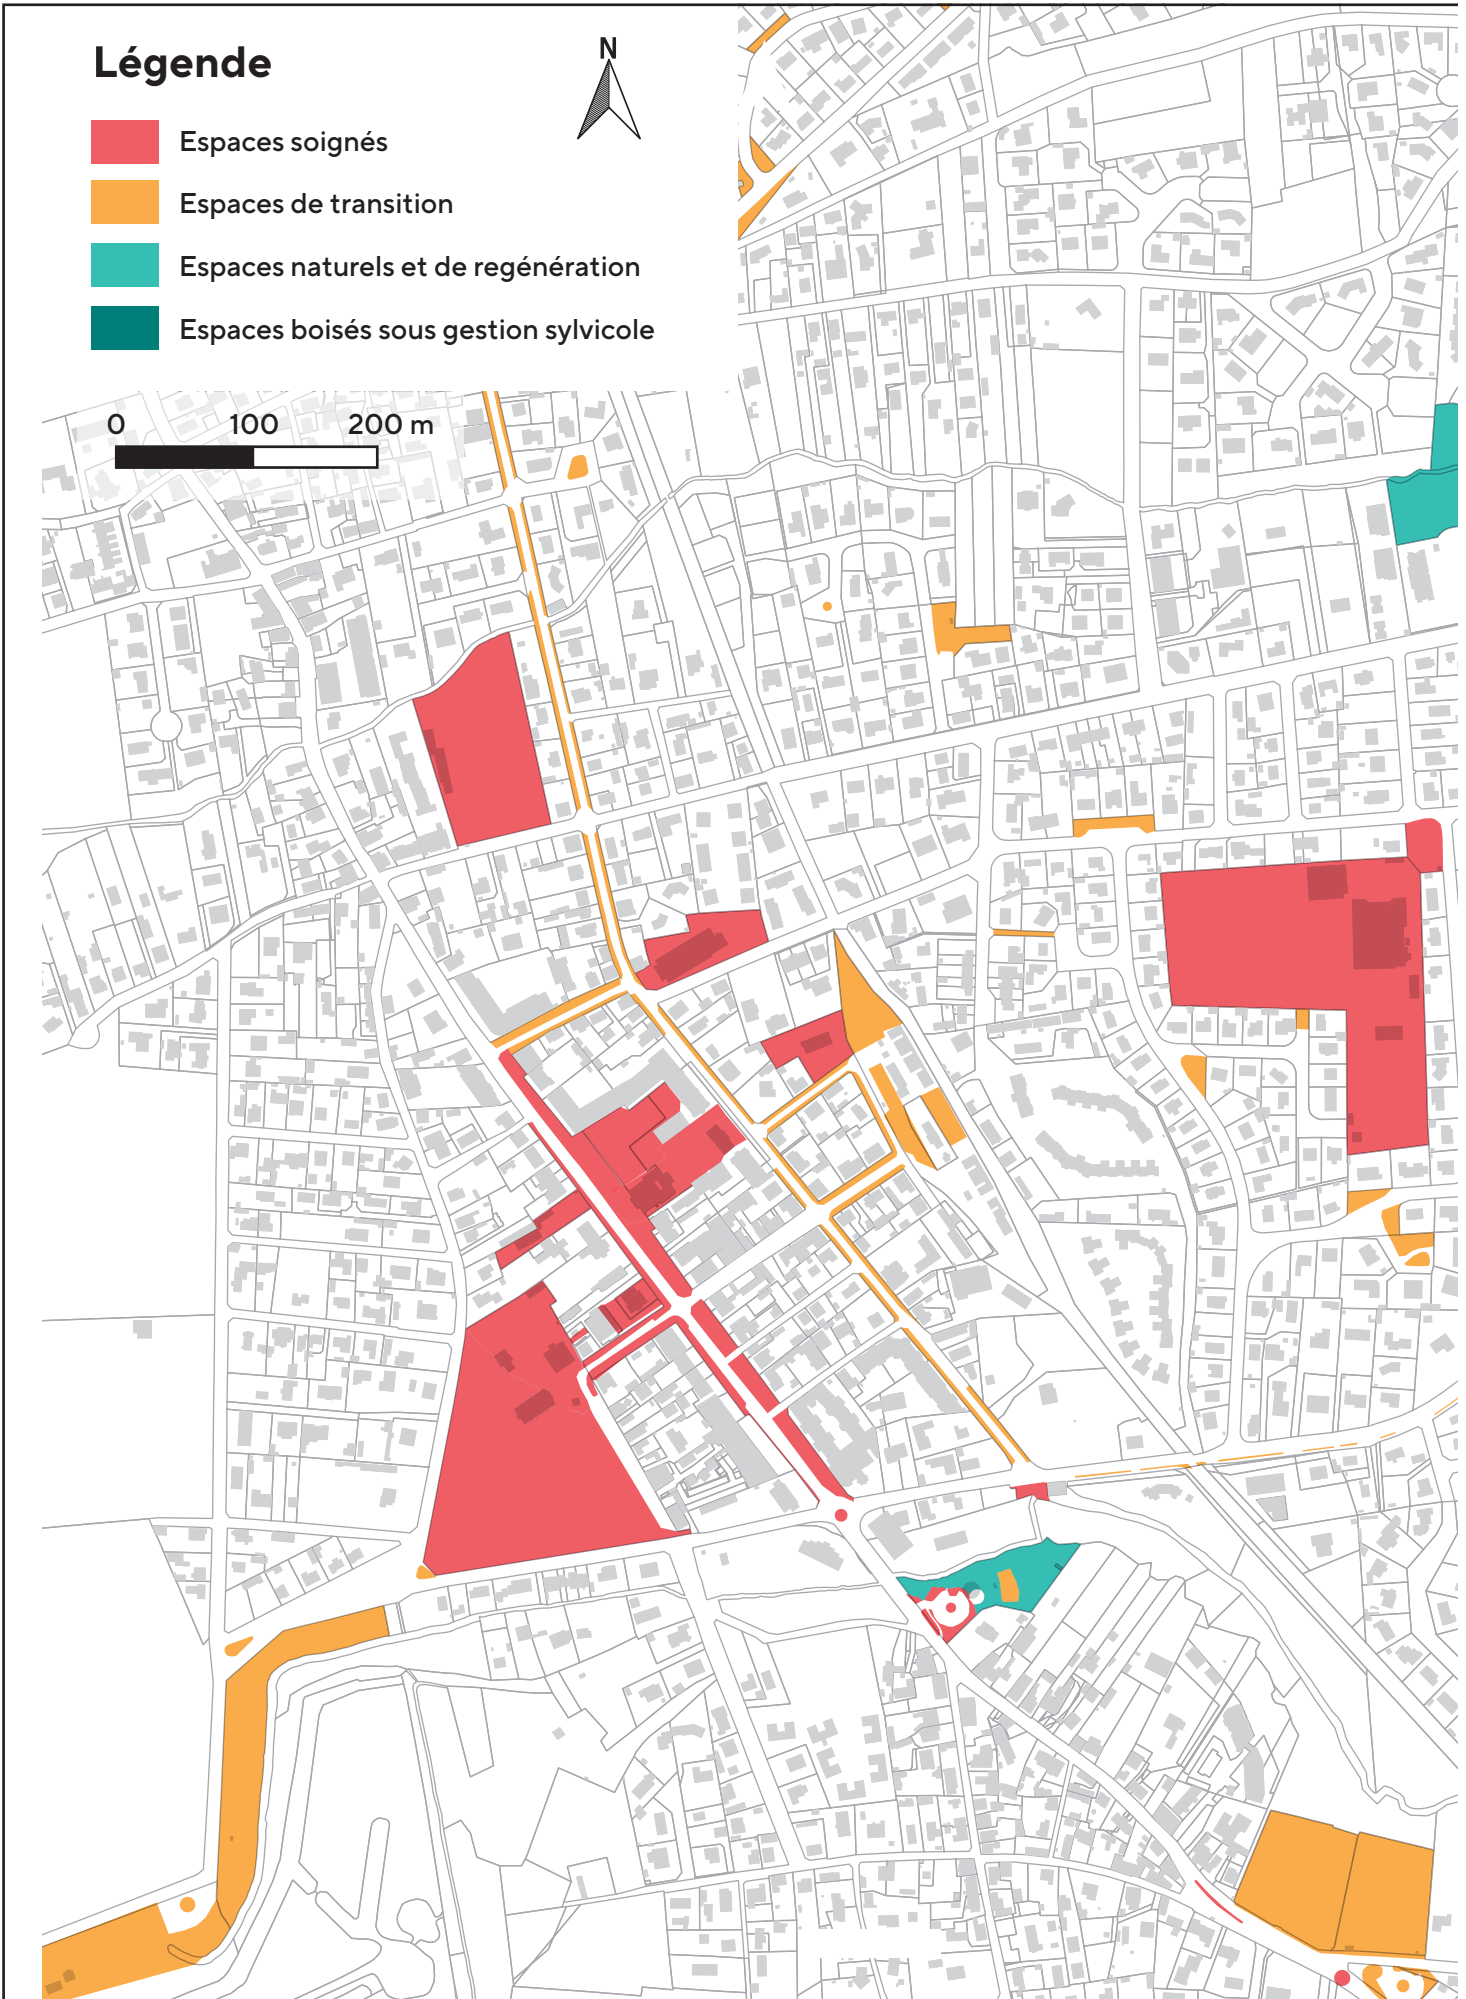 Légende
N
Espaces soignés
Espaces de transition
Espaces naturels et de regénération
Espaces boisés sous gestion sylvicole
0 100 200 m